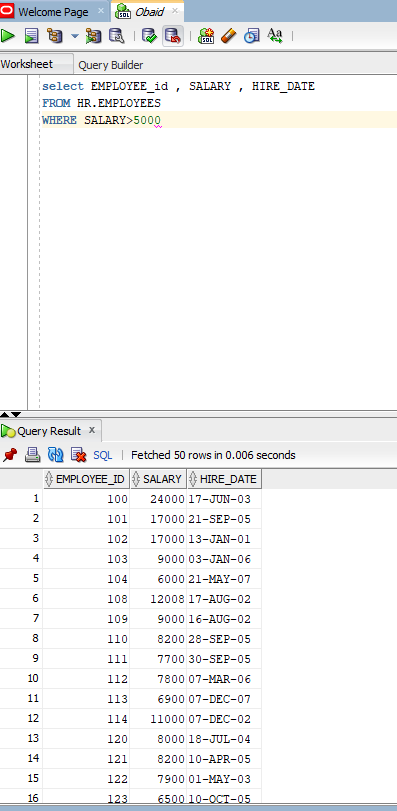 Welcome Page × Obaid ×
SQL SQL Aa
Worksheet Query Builder
select EMPLOYEE_id , SALARY , HIRE_DATE
FROM HR.EMPLOYEES
WHERE SALARY>5000
Query Result x
SQL | Fetched 50 rows in 0.006 seconds
EMPLOYEE_ID SALARY HIRE_DATE
1 100 24000 17-JUN-03
2 101 17000 21-SEP-05
3 102 17000 13-JAN-01
4 103 9000 03-JAN-06
5 104 6000 21-MAY-07
6 108 12008 17-AUG-02
7 109 9000 16-AUG-02
8 110 8200 28-SEP-05
9 111 7700 30-SEP-05
10 112 7800 07-MAR-06
11 113 6900 07-DEC-07
12 114 11000 07-DEC-02
13 120 8000 18-JUL-04
14 121 8200 10-APR-05
15 122 7900 01-MAY-03
16 123 6500 10-OCT-05